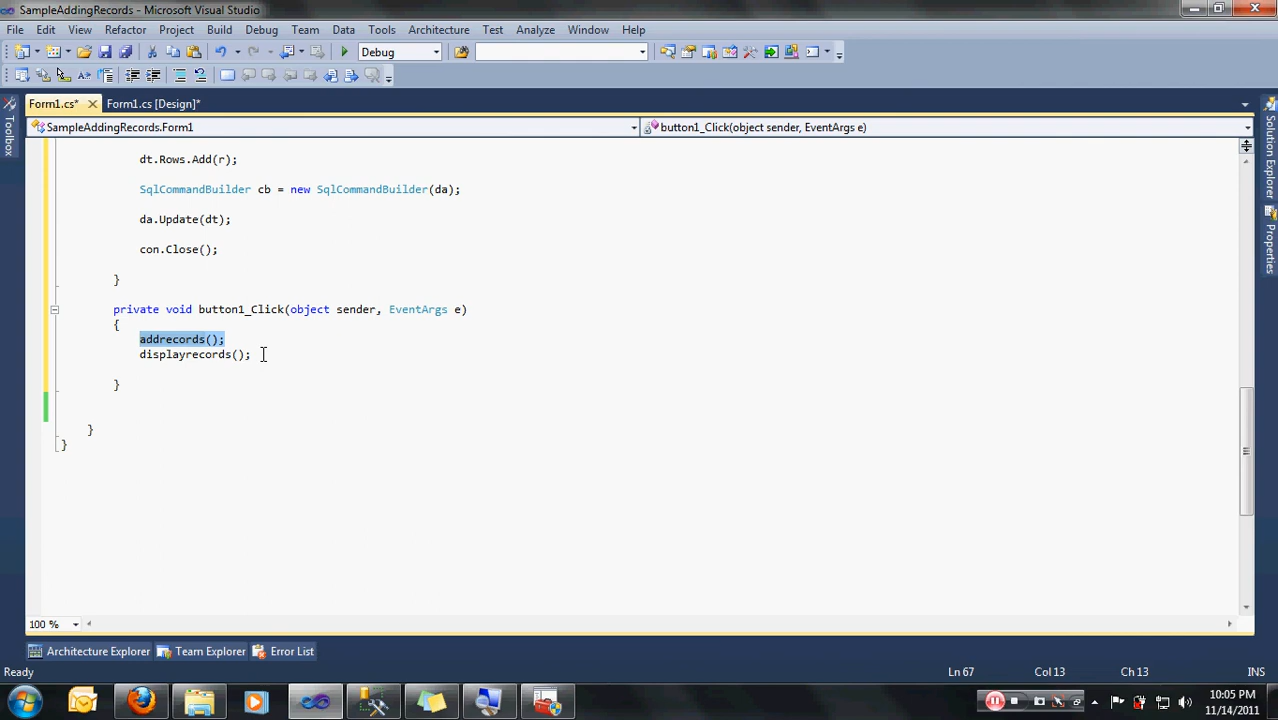 SampleAddingRecords - Microsoft Visual Studio
File Edit View Refactor Project Build Debug Team Data Tools Architecture Test Analyze Window Help
Debug
Toolbox
Form1.cs* Form1.cs [Design]*
SampleAddingRecords.Form1 button1_Click(object sender, EventArgs e)
dt.Rows.Add(r);
SqlCommandBuilder cb = new SqlCommandBuilder(da);
da.Update(dt);
con.Close();
}
private void button1_Click(object sender, EventArgs e)
{
addrecords();
displayrecords();
}
}
}
Solution Explorer
Properties
100 %
Architecture Explorer Team Explorer Error List
Ready Ln 67 Col 13 Ch 13 INS
10:05 PM
11/14/2011